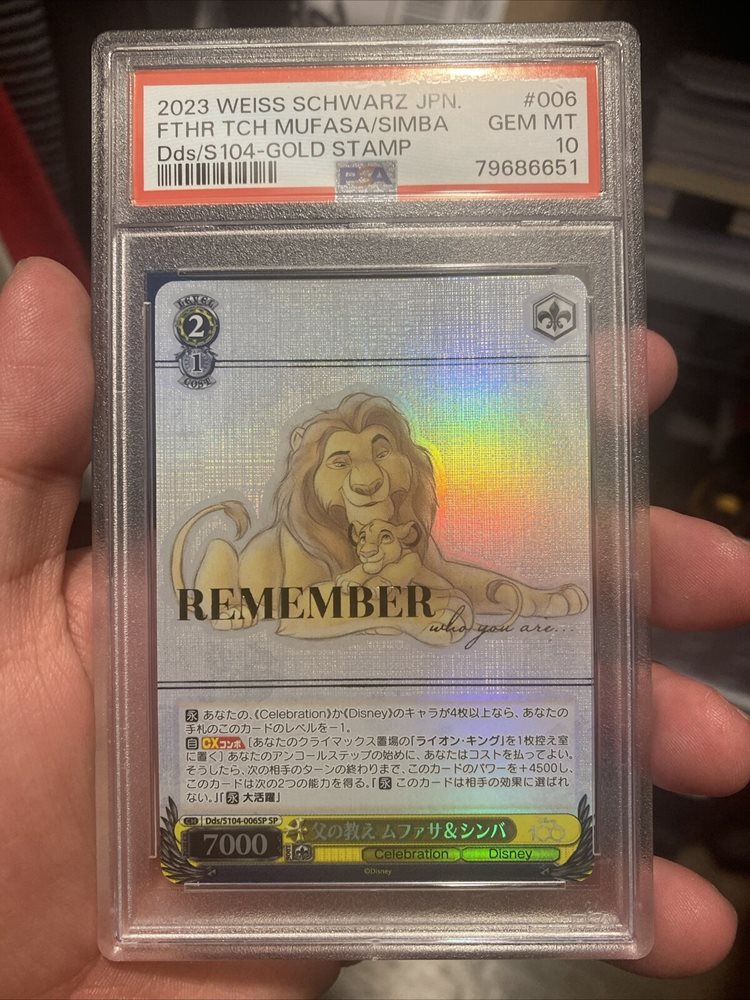 2023 WEISS SCHWARZ JPN. #006
FTHR TCH MUFASA/SIMBA GEM MT
Dds/S104-GOLD STAMP 10
PSA 79686651
LEVEL
2
1
COST
REMEMBER
who you are...
永 あなたの、《Celebration》か《Disney》のキャラが4枚以上なら、あなたの
手札のこのカードのレベルを－1。
自 CXコンボ ［あなたのクライマックス置場の「ライオン・キング」を1枚控え室
に置く］ あなたのアンコールステップの始めに、あなたはコストを払ってよい。
そうしたら、次の相手のターンの終わりまで、このカードのパワーを＋4500し、
このカードは次の2つの能力を得る。『永 このカードは相手の効果に選ばれ
ない。』『永 大活躍』
CH Dds/S104-006SP SP
父の教え ムファサ&シンバ
7000
Celebration Disney
©Disney